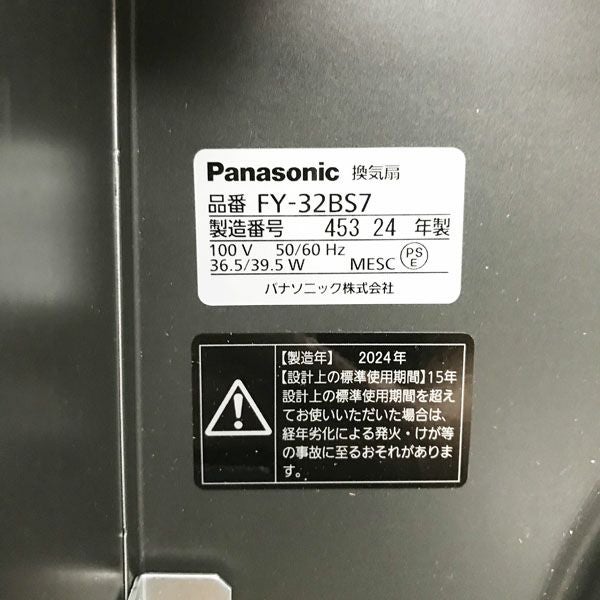 Panasonic 換気扇
品番 FY-32BS7
製造番号 453 24 年製
100 V 50/60 Hz
36.5/39.5 W MESC PSE
パナソニック株式会社
【製造年】 2024年
【設計上の標準使用期間】15年
設計上の標準使用期間を超え
てお使いいただいた場合は、
経年劣化による発火・けが等
の事故に至るおそれがありま
す。